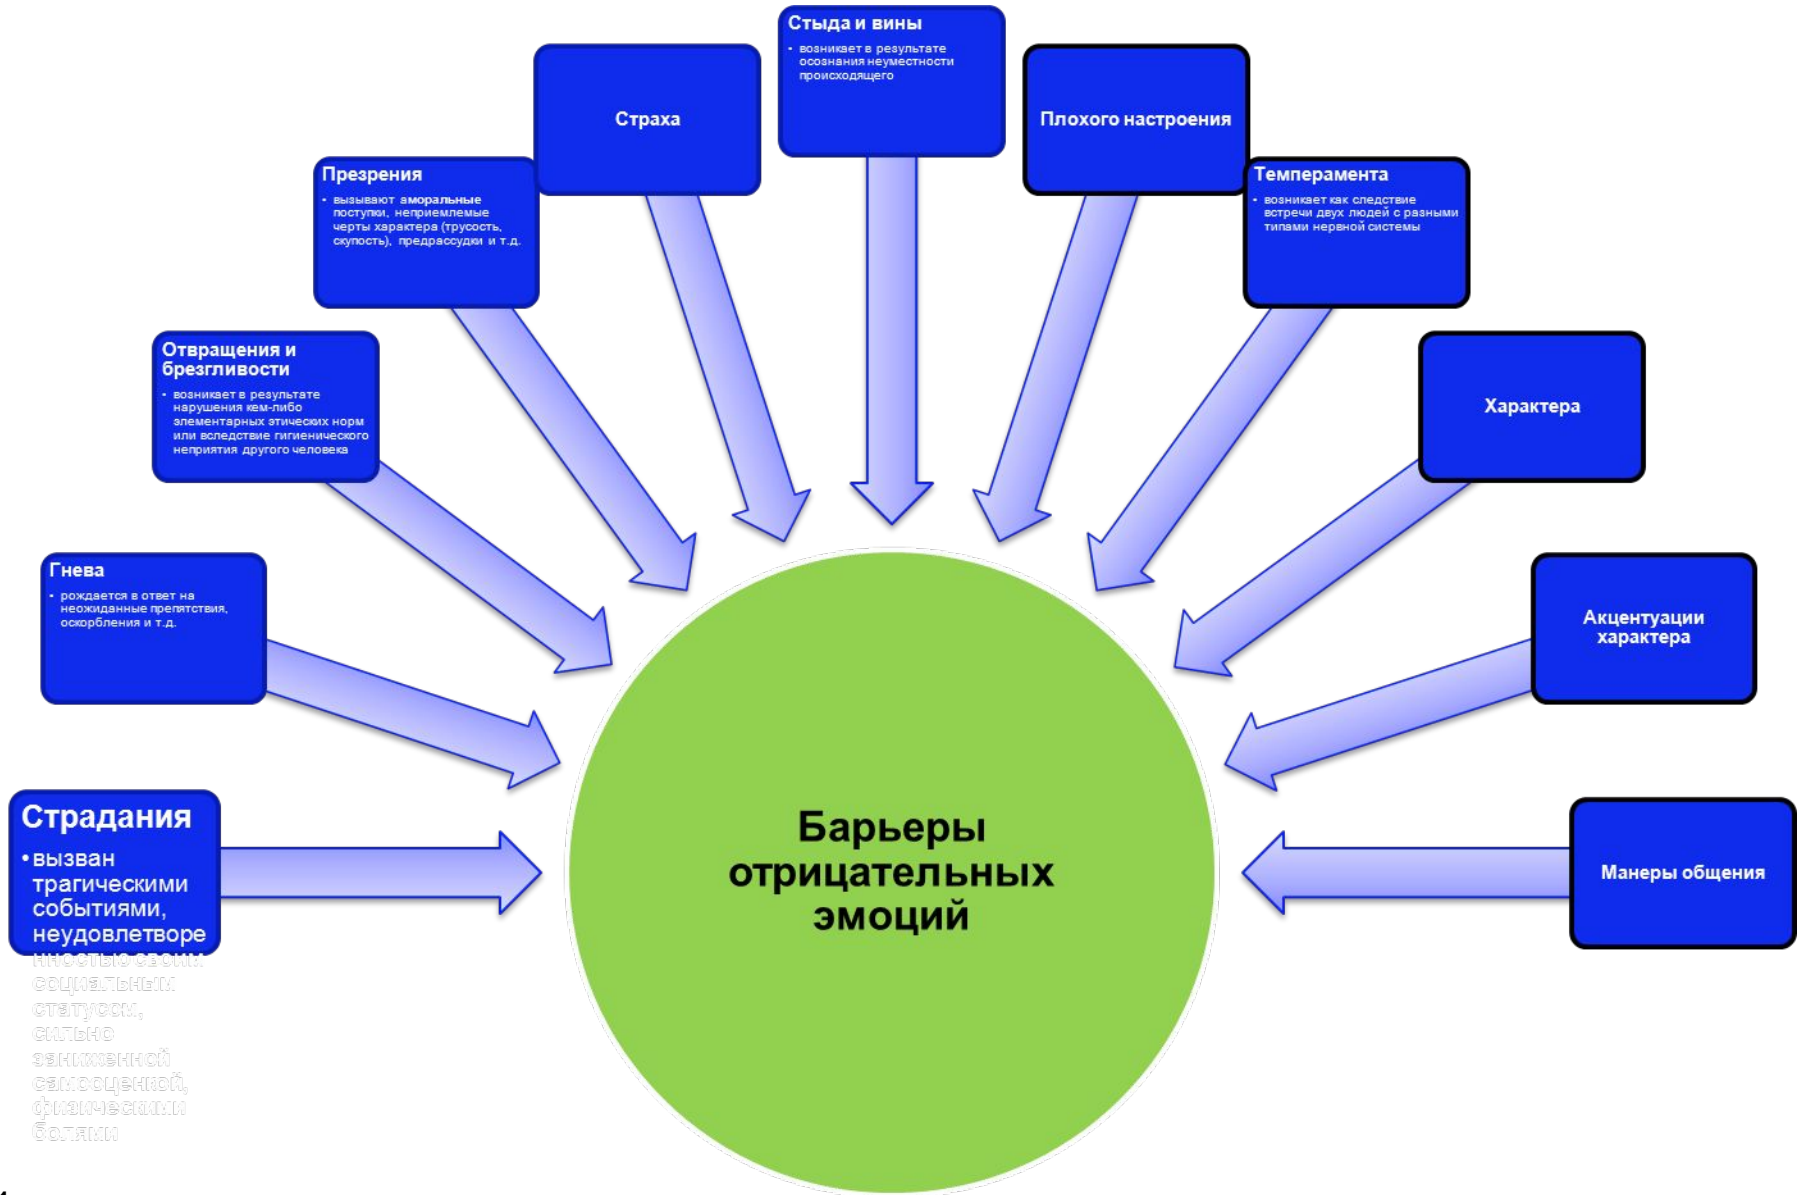 Стыда и вины
• возникает в результате
осознания неуместности
происходящего
Страха
Плохого настроения
Презрения
• вызывают аморальные
поступки, неприемлемые
черты характера (трусость,
скупость), предрассудки и т.д.
Темперамента
• возникает как следствие
встречи двух людей с разными
типами нервной системы
Отвращения и
брезгливости
• возникает в результате
нарушения кем-либо
элементарных этических норм
или вследствие гигиенического
неприятия другого человека
Характера
Гнева
• рождается в ответ на
неожиданные препятствия,
оскорбления и т.д.
Акцентуации
характера
Страдания
• вызван
трагическими
событиями,
неудовлетворе
нностью своим
социальным
статусом,
сильно
заниженной
самооценкой,
физическими
болями
Барьеры
отрицательных
эмоций
Манеры общения